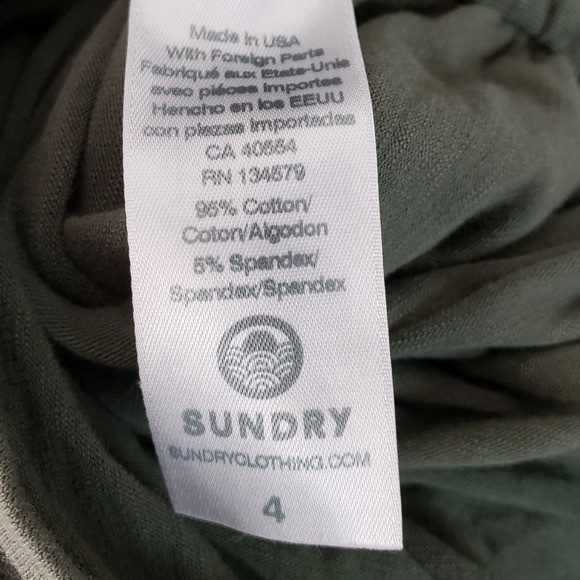 Made in USA
With Foreign Parts
Fabriqué aux Etats-Unis
avec piéces Importes
Hencho en los EEUU
con piezas Importadas
CA 40554
RN 134579
95% Cotton/
Coton/Algodon
5% Spandex/
Spandex/Spandex
SUNDRY
SUNDRYCLOTHING.COM
4